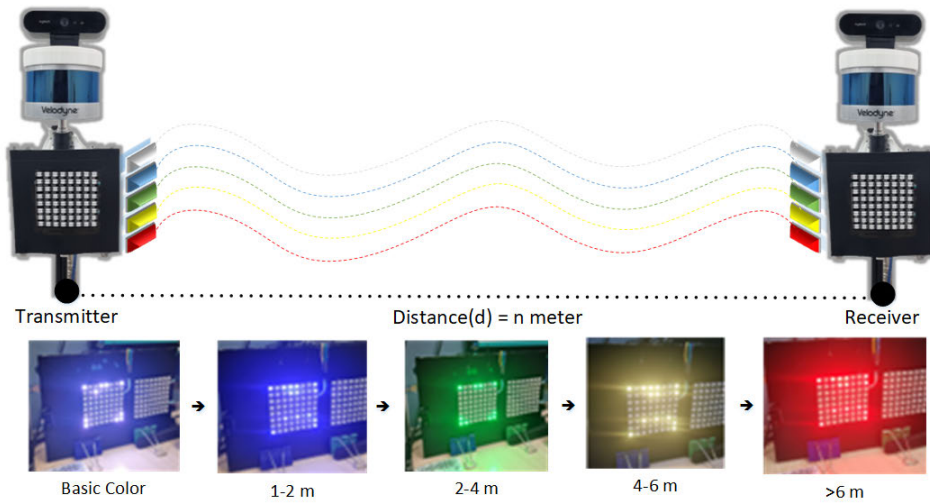 Velodyne
Velodyne
Transmitter
Distance(d) = n meter
Receiver
Basic Color
1-2 m
2-4 m
4-6 m
>6 m